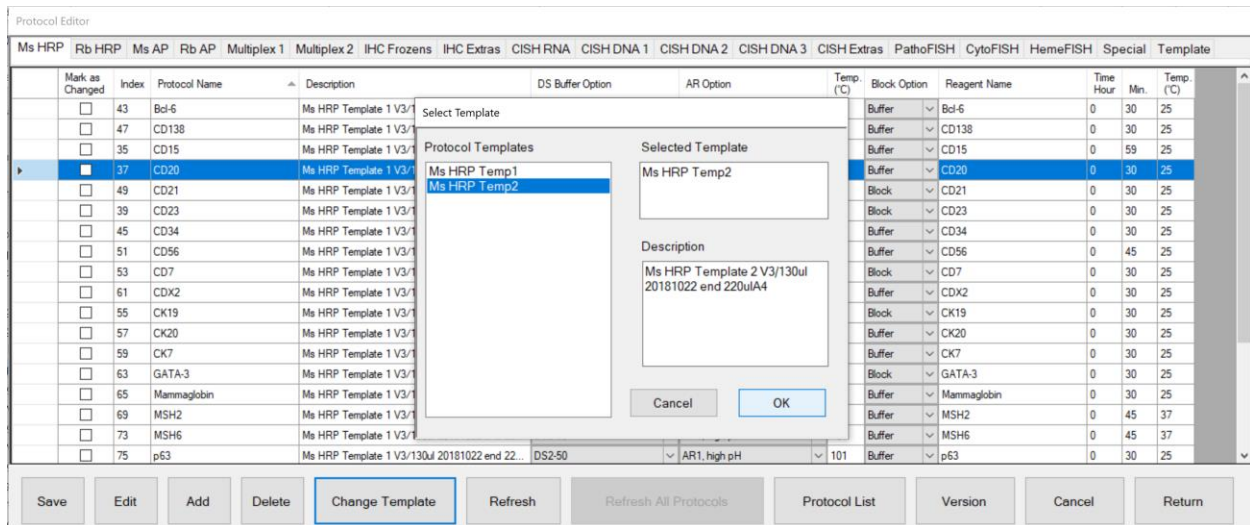 Protocol Editor
Ms HRP Rb HRP Ms AP Rb AP Multiplex 1 Multiplex 2 IHC Frozens IHC Extras CISH RNA CISH DNA 1 CISH DNA 2 CISH DNA 3 CISH Extras PathoFISH CytoFISH HemeFISH Special Template
Mark as Changed Index Protocol Name Description DS Buffer Option AR Option Temp. (°C) Block Option Reagent Name Time Hour Min. Temp. (°C)
43 Bcl-6 Ms HRP Template 1 V3/1 Buffer Bcl-6 0 30 25
47 CD138 Ms HRP Template 1 V3/1 Buffer CD138 0 30 25
35 CD15 Ms HRP Template 1 V3/1 Buffer CD15 0 59 25
37 CD20 Ms HRP Template 1 V3/1 Buffer CD20 0 30 25
49 CD21 Ms HRP Template 1 V3/1 Block CD21 0 30 25
39 CD23 Ms HRP Template 1 V3/1 Block CD23 0 30 25
45 CD34 Ms HRP Template 1 V3/1 Buffer CD34 0 30 25
51 CD56 Ms HRP Template 1 V3/1 Buffer CD56 0 45 25
53 CD7 Ms HRP Template 1 V3/1 Block CD7 0 30 25
61 CDX2 Ms HRP Template 1 V3/1 Buffer CDX2 0 30 25
55 CK19 Ms HRP Template 1 V3/1 Block CK19 0 30 25
57 CK20 Ms HRP Template 1 V3/1 Buffer CK20 0 30 25
59 CK7 Ms HRP Template 1 V3/1 Buffer CK7 0 30 25
63 GATA-3 Ms HRP Template 1 V3/1 Block GATA-3 0 30 25
65 Mammaglobin Ms HRP Template 1 V3/1 Buffer Mammaglobin 0 30 25
69 MSH2 Ms HRP Template 1 V3/1 Buffer MSH2 0 45 37
73 MSH6 Ms HRP Template 1 V3/1 Buffer MSH6 0 45 37
75 p63 Ms HRP Template 1 V3/130ul 20181022 end 22... DS2-50 AR1, high pH 101 Buffer p63 0 30 25
Select Template
Protocol Templates
Ms HRP Temp1
Ms HRP Temp2
Selected Template
Ms HRP Temp2
Description
Ms HRP Template 2 V3/130ul
20181022 end 220ulA4
Cancel OK
Save Edit Add Delete Change Template Refresh Refresh All Protocols Protocol List Version Cancel Return